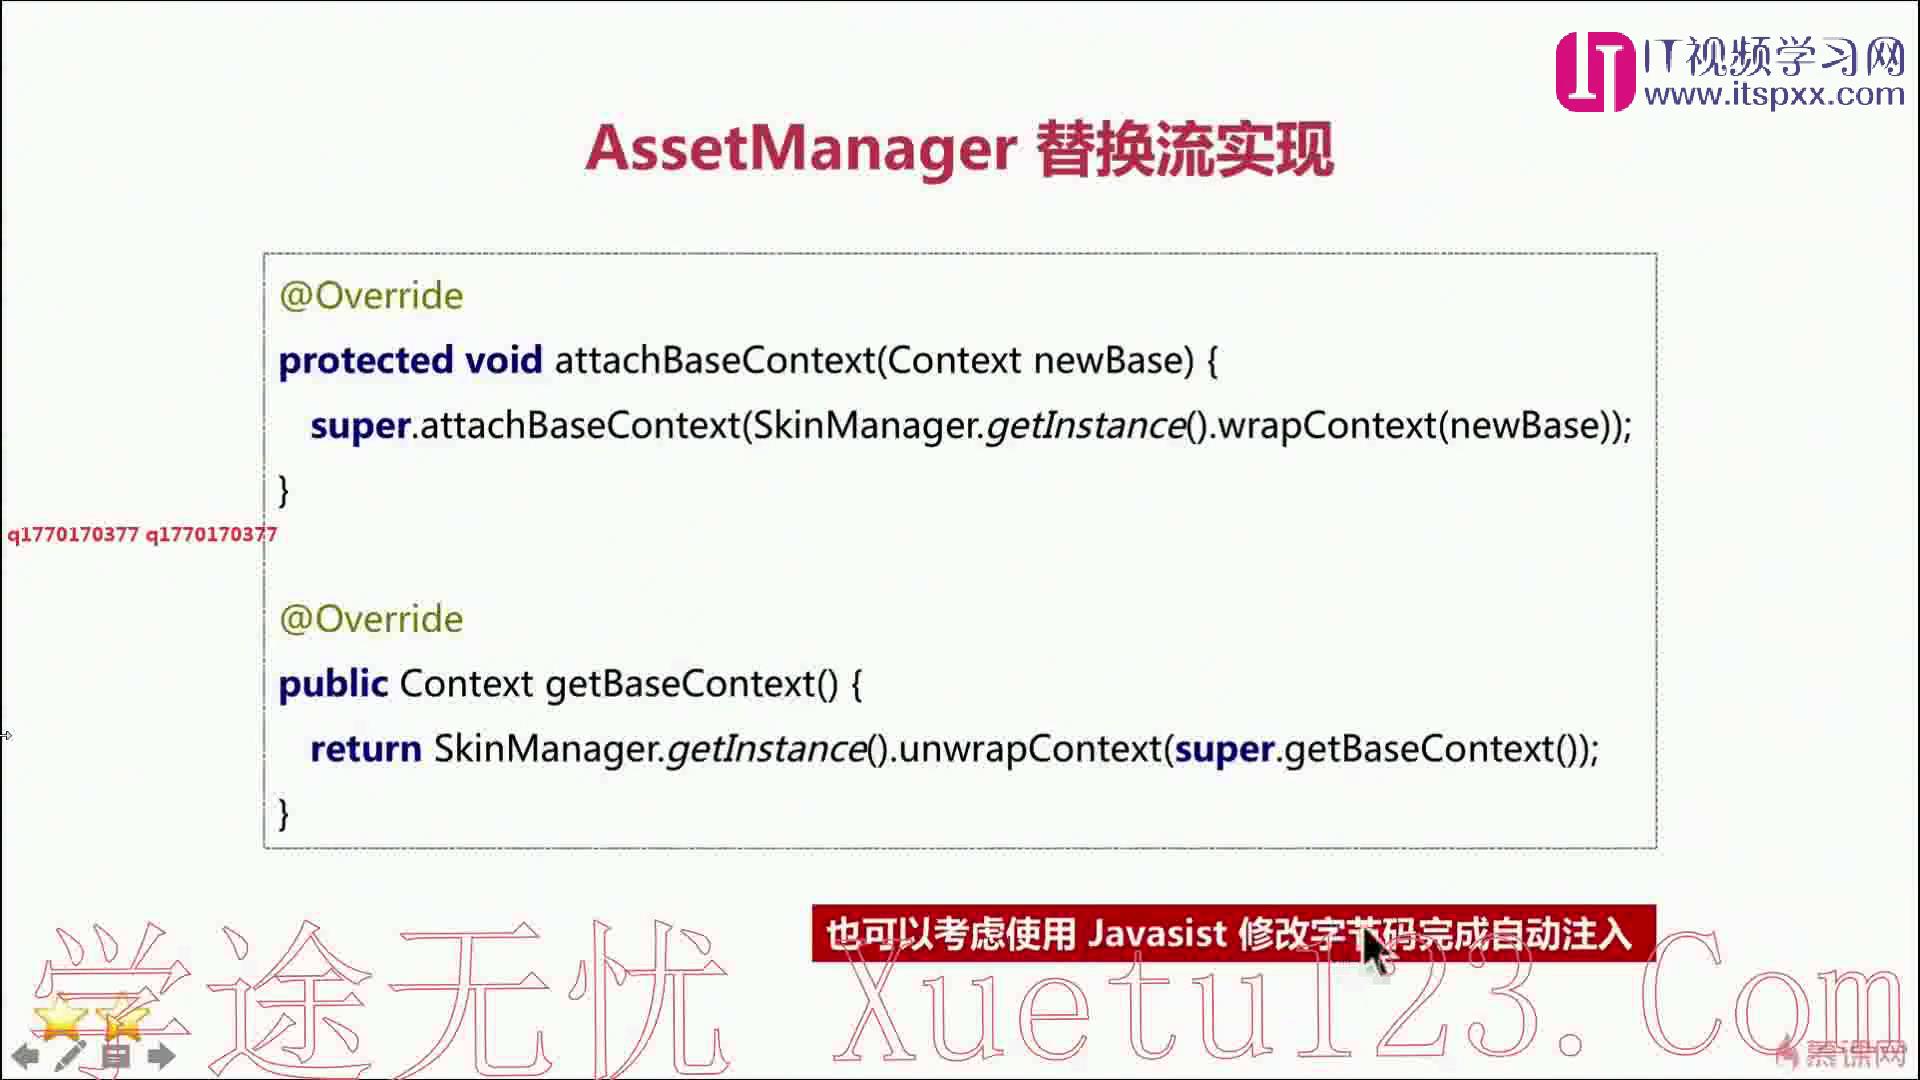 IT视频学习网
www.itspxx.com
AssetManager 替换流实现
@Override
protected void attachBaseContext(Context newBase) {
super.attachBaseContext(SkinManager.getInstance().wrapContext(newBase));
}
q1770170377 q1770170377
@Override
public Context getBaseContext() {
return SkinManager.getInstance().unwrapContext(super.getBaseContext());
}
也可以考虑使用 Javasist 修改字节码完成自动注入
学途无忧 Xuetu123.Com
慕课网